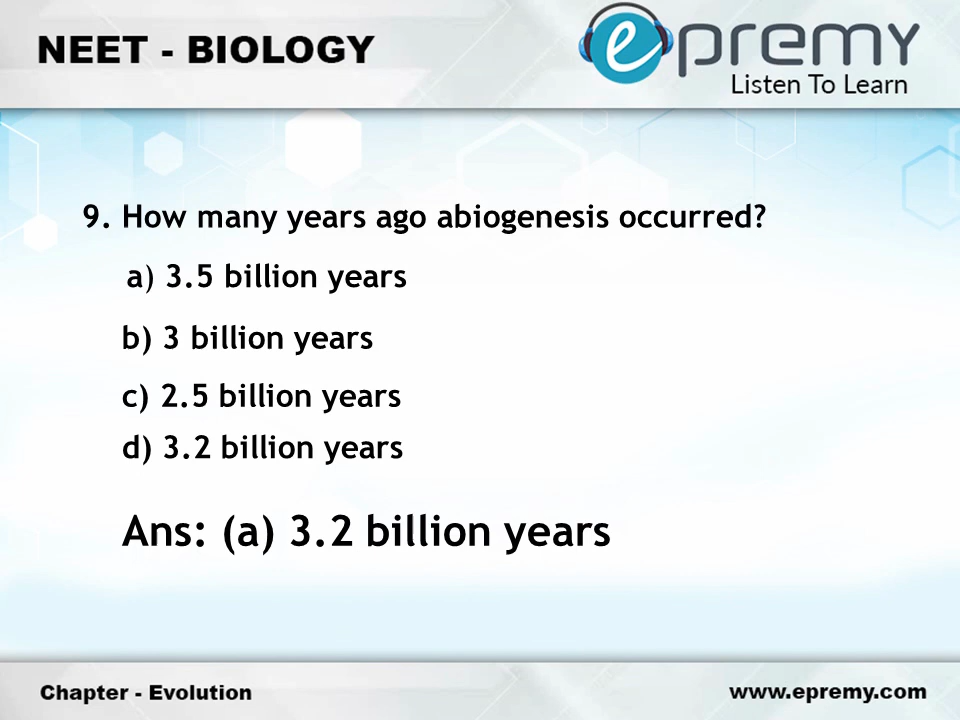 NEET - BIOLOGY
epremy
Listen To Learn
9. How many years ago abiogenesis occurred?
a) 3.5 billion years
b) 3 billion years
c) 2.5 billion years
d) 3.2 billion years
Ans: (a) 3.2 billion years
Chapter - Evolution
www.epremy.com